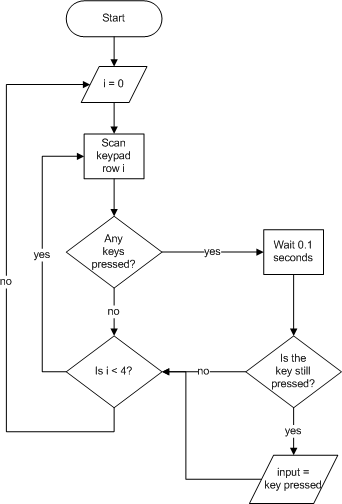 Start
i = 0
Scan
keypad
row i
Any
keys
pressed?
yes
Wait 0.1
seconds
yes
no
no
Is i < 4?
no
Is the
key still
pressed?
yes
input =
key pressed